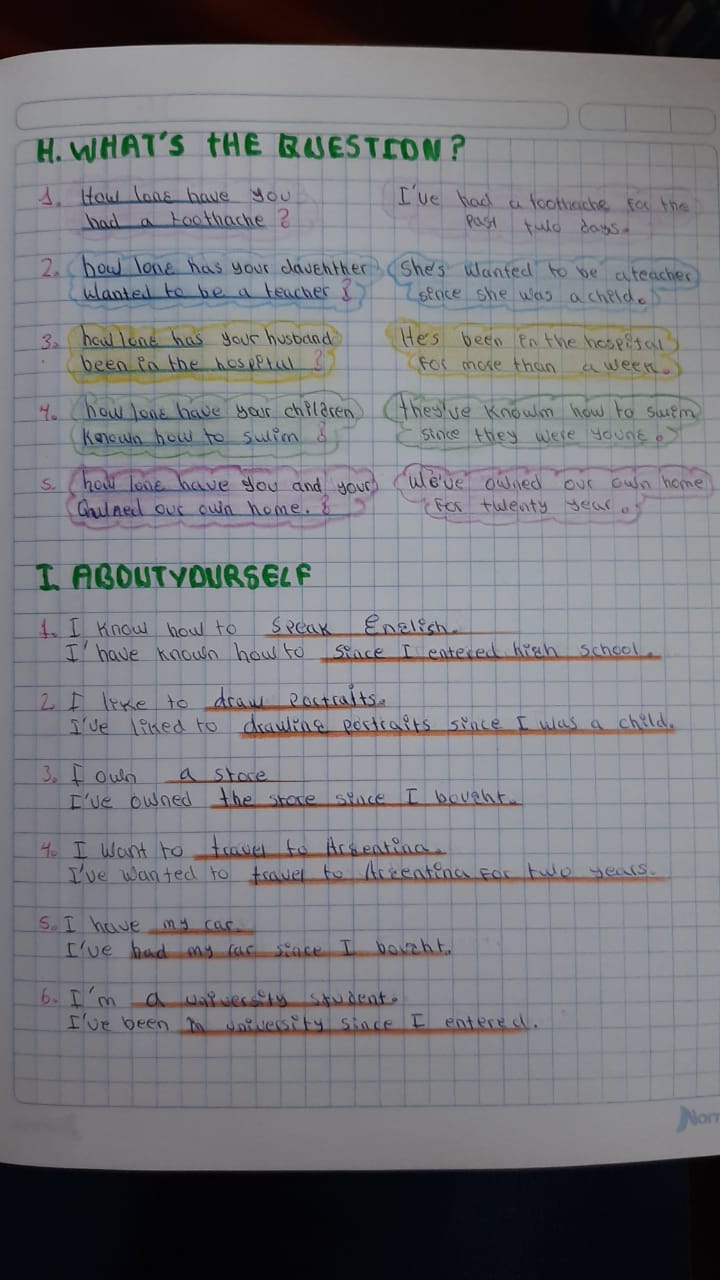 H. WHAT'S THE QUESTION?
1. How long have you I've had a toothache for the
had a toothache? past two days.
2. how long has your davehther She's wanted to be a teacher
wanted to be a teacher? since she was a child.
3. how long has your husband He's been in the hospital
been in the hospital? For more than a week.
4. how long have your children they've knowm how to swim
Known how to swim? since they were young.
5. how long have you and your We've owned our own home
owned our own home.? For twenty year.
I. ABOUT YOURSELF
1. I know how to speak English.
I'have known how to since I entered high school.
2. I like to draw portraits.
I've liked to drawing portraits since I was a child.
3. I own a store
I've owned the store since I bought.
4. I want to travel to Argentina.
I've wanted to travel to Argentina for two years.
5. I have my car.
I've had my car since I bought.
6. I'm a university student.
I've been in university since I entered.
Nor